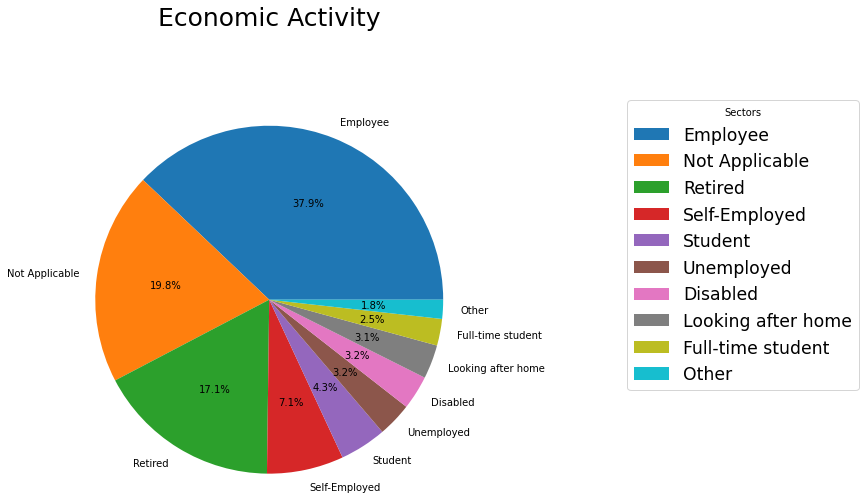 Economic Activity
Employee
37.9%
Not Applicable
19.8%
Retired
17.1%
Self-Employed
7.1%
Student
4.3%
Unemployed
3.2%
Disabled
3.2%
Looking after home
3.1%
Full-time student
2.5%
Other
1.8%
Sectors
Employee
Not Applicable
Retired
Self-Employed
Student
Unemployed
Disabled
Looking after home
Full-time student
Other